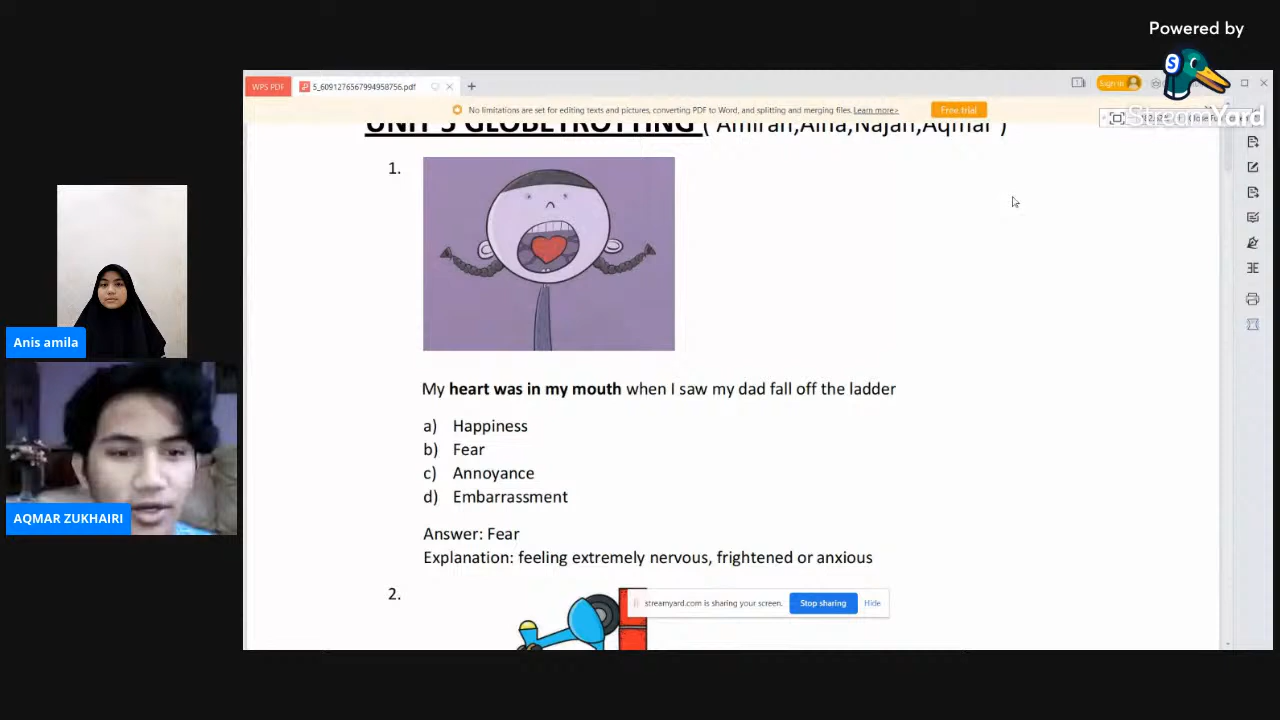 Powered by
StreamYard
WPS PDF
5_6091276567994958756.pdf
Sign in
No limitations are set for editing texts and pictures, converting PDF to Word, and splitting and merging files. Learn more>
Free trial
UNIT 5 GLOBETROTTING ( Amirah,Aina,Najah,Aqmar )
1.
My heart was in my mouth when I saw my dad fall off the ladder
a) Happiness
b) Fear
c) Annoyance
d) Embarrassment
Answer: Fear
Explanation: feeling extremely nervous, frightened or anxious
2.
streamyard.com is sharing your screen.
Stop sharing
Hide
Anis amila
AQMAR ZUKHAIRI